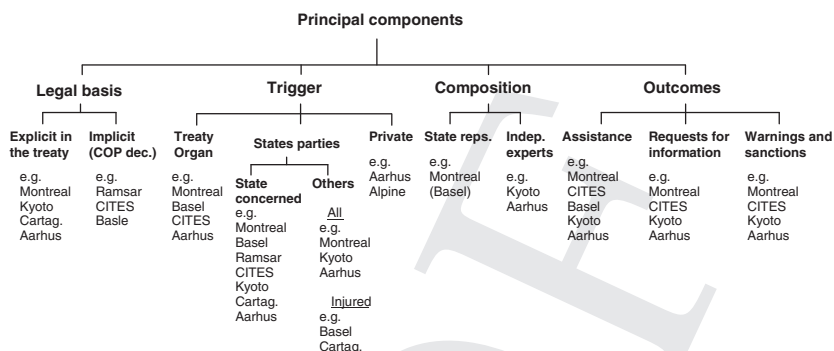 Principal components
Legal basis
Trigger
Composition
Outcomes
Explicit in
the treaty
e.g.
Montreal
Kyoto
Cartag.
Aarhus
Implicit
(COP dec.)
e.g.
Ramsar
CITES
Basle
Treaty
Organ
e.g.
Montreal
Basel
CITES
Aarhus
States parties
State
concerned
e.g.
Montreal
Basel
Ramsar
CITES
Kyoto
Cartag.
Aarhus
Others
All
e.g.
Montreal
Kyoto
Aarhus
Injured
e.g.
Basel
Cartag.
Private
e.g.
Aarhus
Alpine
State reps.
e.g.
Montreal
(Basel)
Indep.
experts
e.g.
Kyoto
Aarhus
Assistance
e.g.
Montreal
CITES
Basel
Kyoto
Aarhus
Requests for
information
e.g.
Montreal
CITES
Kyoto
Aarhus
Warnings and
sanctions
e.g.
Montreal
CITES
Kyoto
Aarhus